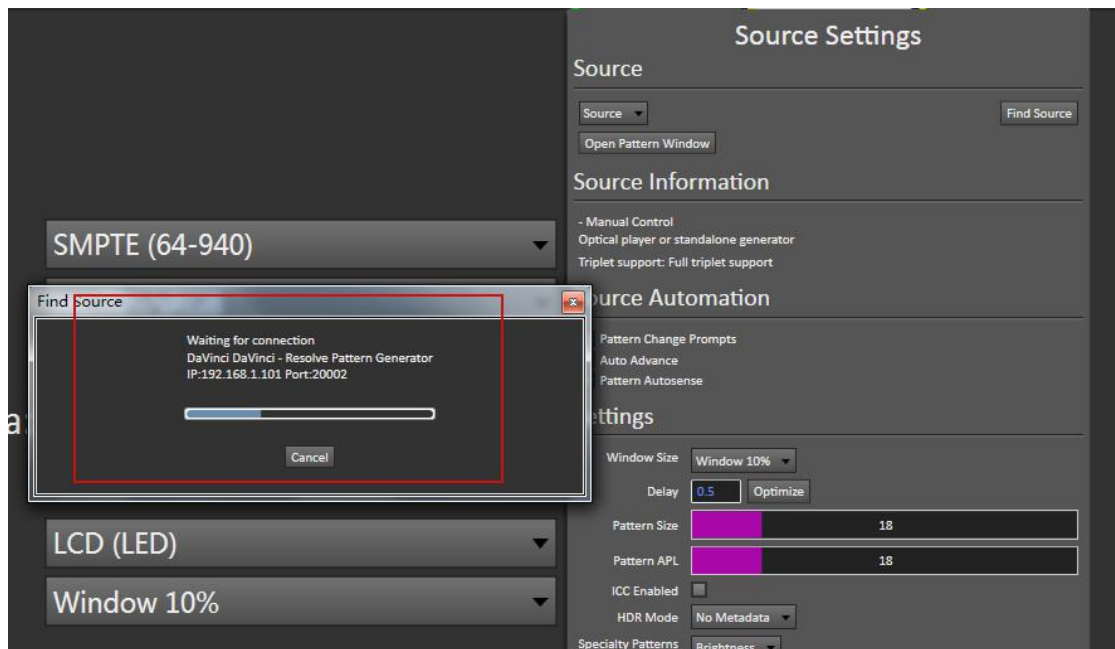 Source Settings
Source
Source
Find Source
Open Pattern Window
Source Information
- Manual Control
Optical player or standalone generator
Triplet support: Full triplet support
SMPTE (64-940)
Find Source
Waiting for connection
DaVinci DaVinci - Resolve Pattern Generator
IP:192.168.1.101 Port:20002
Cancel
LCD (LED)
Window 10%
Automation
Pattern Change Prompts
Auto Advance
Pattern Autosense
Window Size
Window 10%
Delay
0.5
Optimize
Pattern Size
18
Pattern APL
18
ICC Enabled
HDR Mode
No Metadata
Specialty Patterns
Brightness